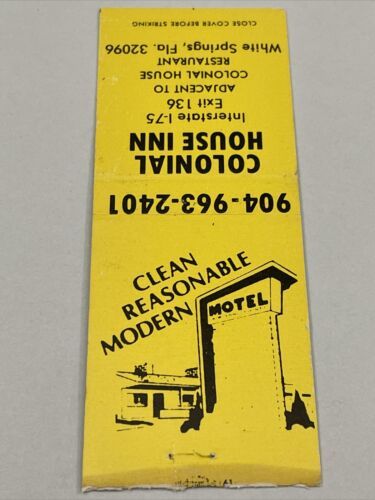 CLEAN
REASONABLE
MODERN
MOTEL
904-963-2401
COLONIAL
HOUSE INN
Interstate I-75
Exit 136
ADJACENT TO
COLONIAL HOUSE
RESTAURANT
White Springs, Fla. 32096
CLOSE COVER BEFORE STRIKING